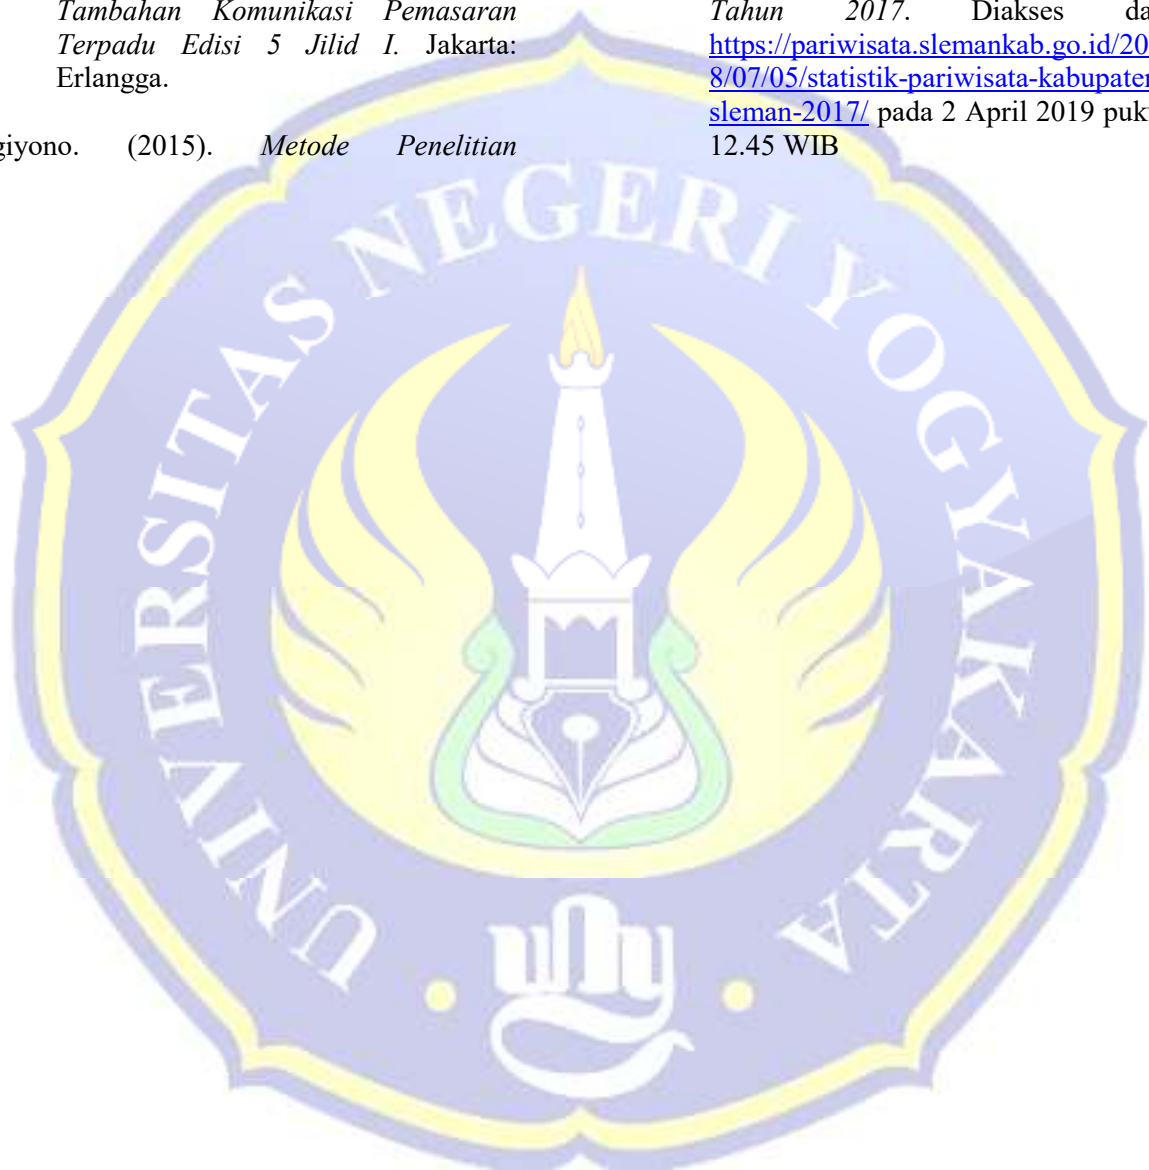 Tambahan Komunikasi Pemasaran
Terpadu Edisi 5 Jilid I. Jakarta:
Erlangga.
giyono. (2015). Metode Penelitian
Tahun 2017. Diakses da
https://pariwisata.slemankab.go.id/20
8/07/05/statistik-pariwisata-kabupaten
sleman-2017/ pada 2 April 2019 puku
12.45 WIB
UNIVERSITAS NEGERI YOGYAKARTA
uny